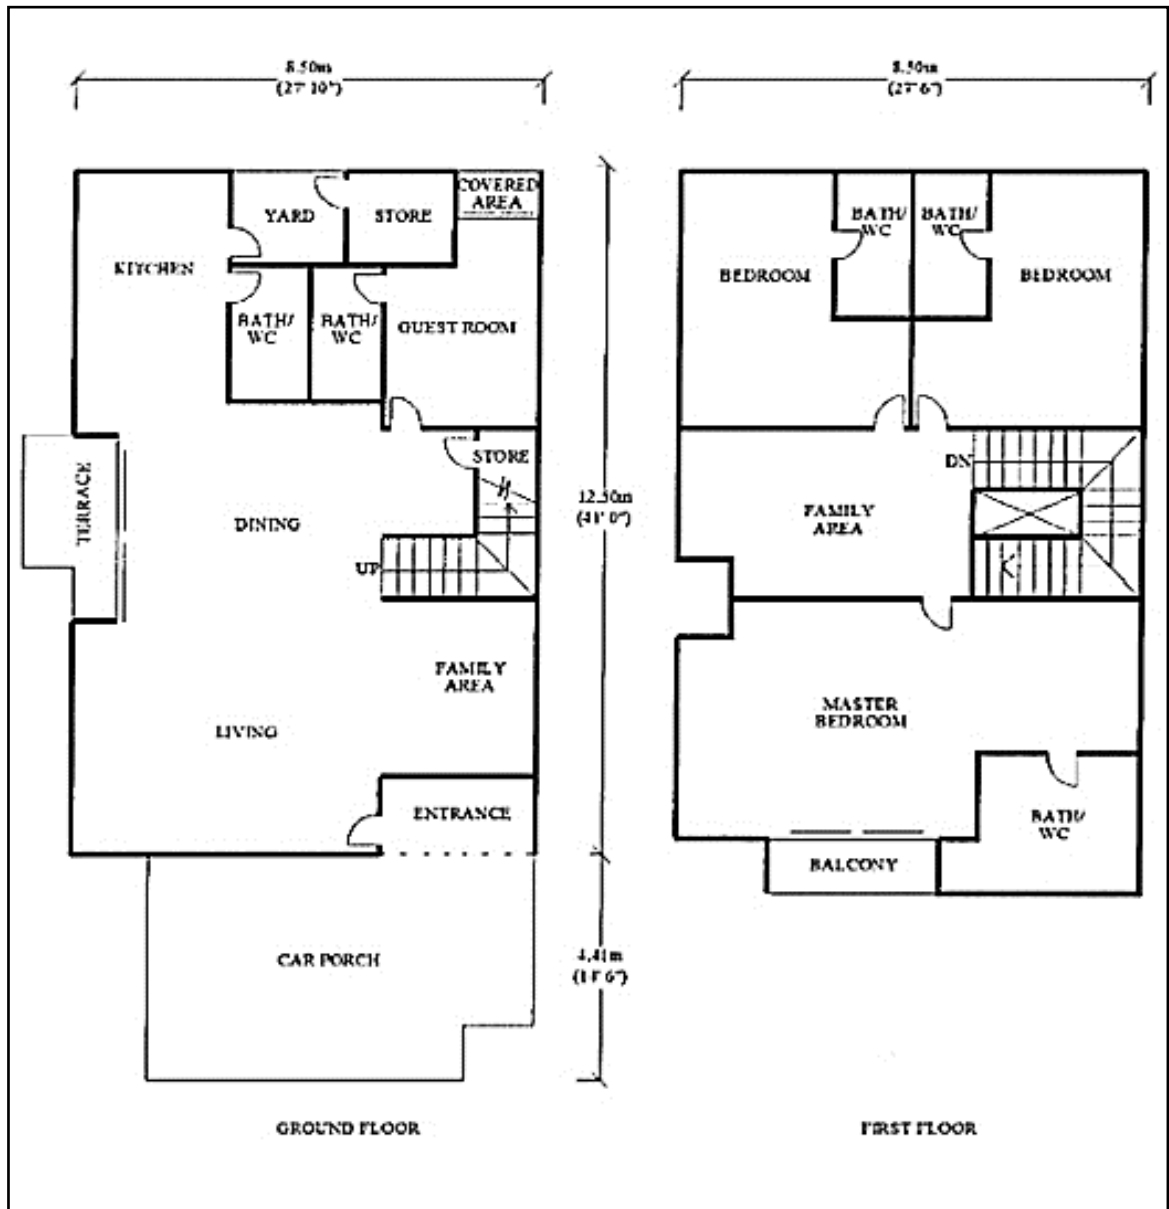 8.50m
(27' 10")
8.50m
(27' 6")
COVERED
AREA
YARD
STORE
KITCHEN
BATH/
WC
BATH/
WC
GUEST ROOM
STORE
TERRACE
DINING
UP
FAMILY
AREA
LIVING
ENTRANCE
CAR PORCH
12.50m
(41' 0")
4.41m
(14' 6")
GROUND FLOOR
BATH/
WC
BATH/
WC
BEDROOM
BEDROOM
DN
FAMILY
AREA
MASTER
BEDROOM
BATH/
WC
BALCONY
FIRST FLOOR